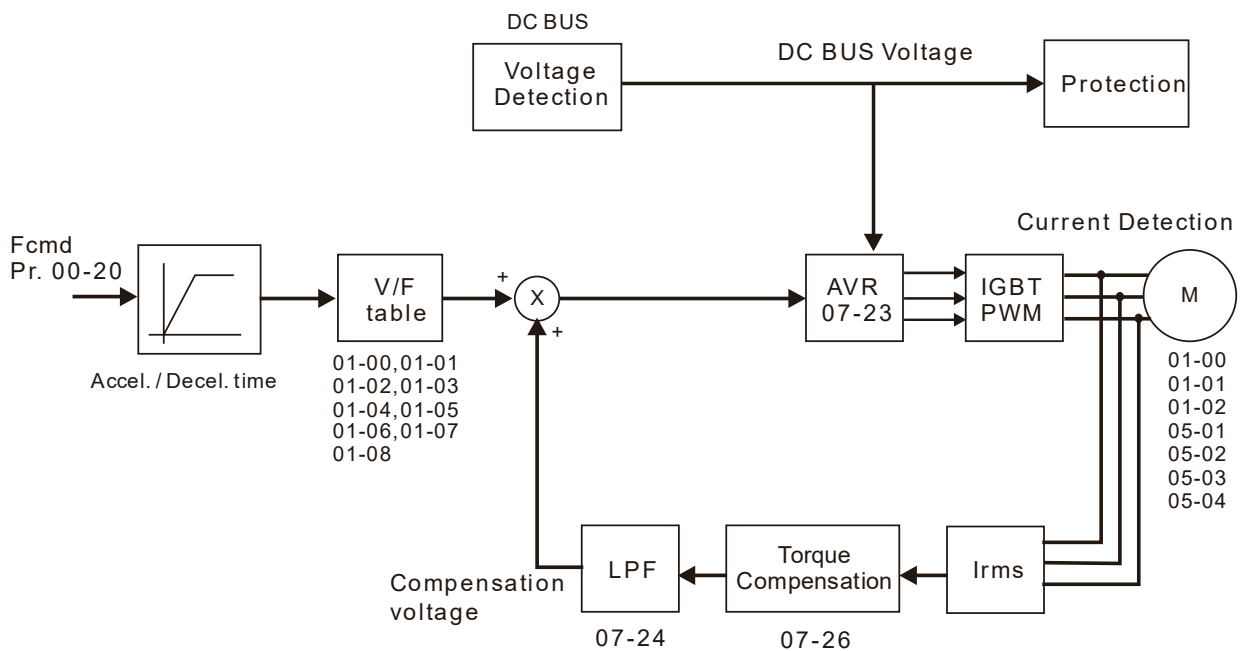 DC BUS
Voltage
Detection
DC BUS Voltage
Protection
Current Detection
Fcmd
Pr. 00-20
Accel. / Decel. time
V/F
table
01-00,01-01
01-02,01-03
01-04,01-05
01-06,01-07
01-08
+
X
+
AVR
07-23
IGBT
PWM
M
01-00
01-01
01-02
05-01
05-02
05-03
05-04
Compensation
voltage
LPF
07-24
Torque
Compensation
07-26
Irms